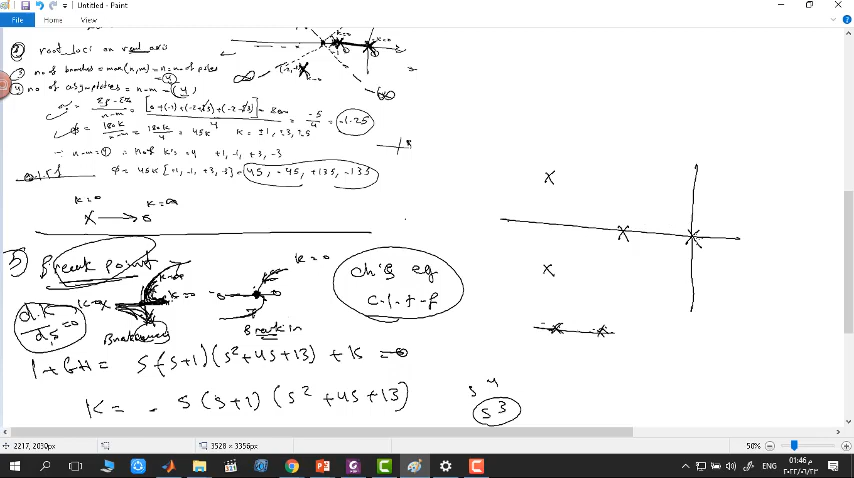 Untitled - Paint
File Home View
② root loci on real axis
③ no of branches = max(n,m) = n = no of poles
④
④ no of asymptotes = n-m = ④
= Σp - Σz / n-m = [0+(-1)+(-2+j3)+(-2-j3)] - zero / 4 = -5/4 = -1.25
φ = 180K / n-m = 180K / 4 = 45K K = ±1, ±3, ±5
n-m = ④ = no of K's = 4 +1, -1, +3, -3
φ = 45K [+1, -1, +3, -3] = 45, -45, +135, -135
K=0 K=∞
X → o
⑤ Break point
K=0
ch's eq
c.l.t.f
dK/ds = 0
Breakaway
Break in
1+GH = s(s+1)(s²+4s+13) + K = 0
K = - s(s+1)(s²+4s+13)
s⁴
s³
2217, 2030px
3528 × 3356px
50%
ENG
01:46 م